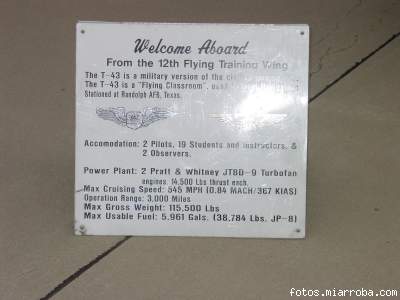 Welcome Aboard
From the 12th Flying Training Wing
The T-43 is a military version of the
The T-43 is a "Flying Classroom",
Stationed at Randolph AFB, Texas.
Accomodation: 2 Pilots, 19 Students and Instructors, &
2 Observers.
Power Plant: 2 Pratt & Whitney JT8D-9 Turbofan
engines. 14,500 Lbs thrust each.
Max Cruising Speed: 545 MPH (0.84 MACH/367 KIAS)
Operation Range: 3,000 Miles
Max Gross Weight: 115,500 Lbs
Max Usable Fuel: 5,961 Gals. (38,784 Lbs. JP-8)
fotos.miarroba.com